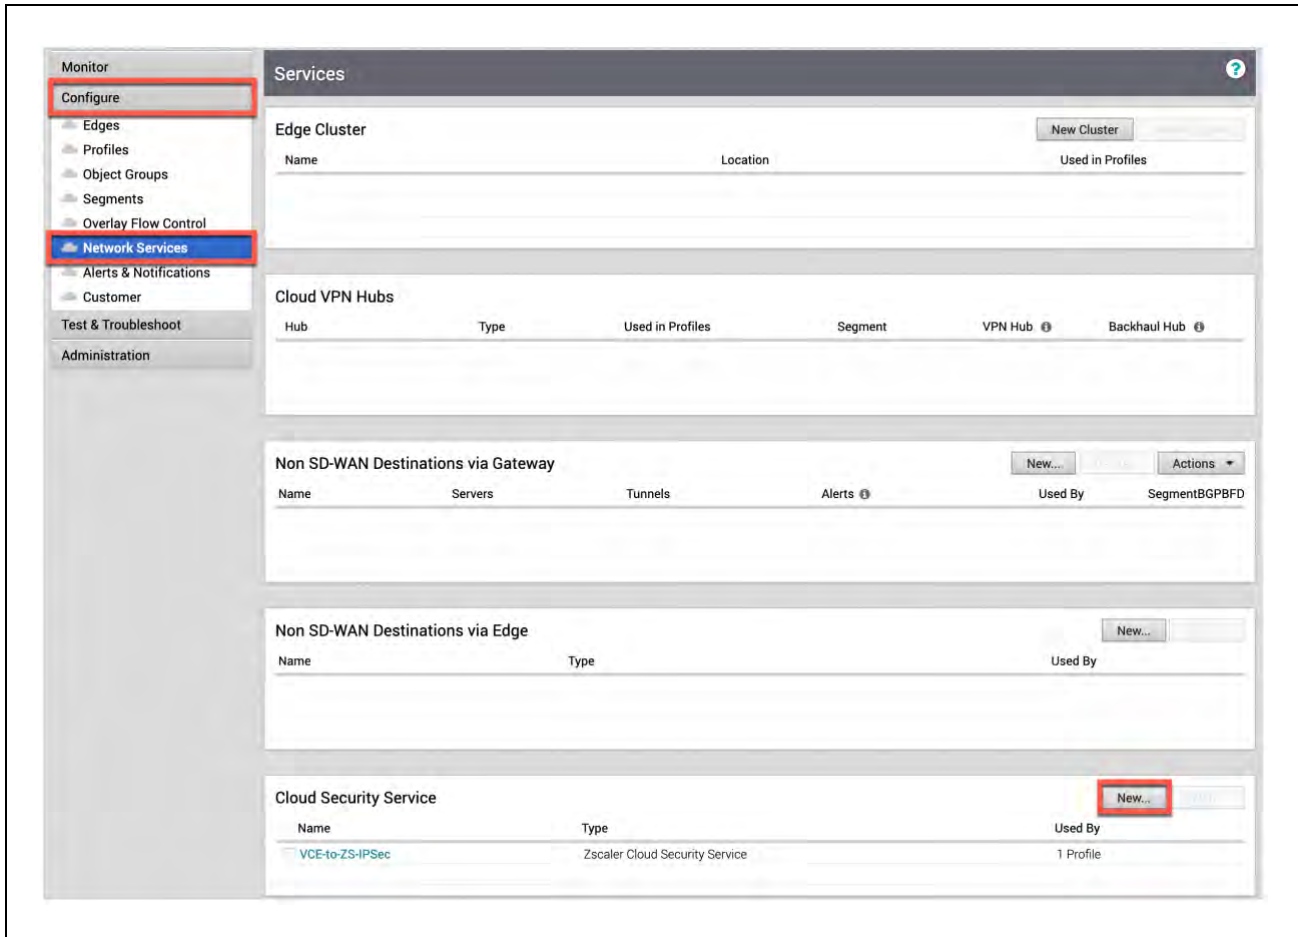 Monitor
Configure
Edges
Profiles
Object Groups
Segments
Overlay Flow Control
Network Services
Alerts & Notifications
Customer
Test & Troubleshoot
Administration
Services ?
Edge Cluster New Cluster
Name Location Used in Profiles
Cloud VPN Hubs
Hub Type Used in Profiles Segment VPN Hub Backhaul Hub
Non SD-WAN Destinations via Gateway New... Actions
Name Servers Tunnels Alerts Used By SegmentBGPBFD
Non SD-WAN Destinations via Edge New...
Name Type Used By
Cloud Security Service New...
Name Type Used By
VCE-to-ZS-IPSec Zscaler Cloud Security Service 1 Profile